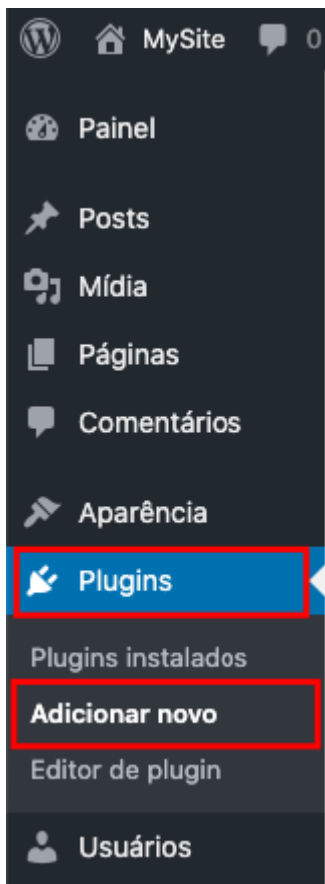 MySite 0
Painel
Posts
Mídia
Páginas
Comentários
Aparência
Plugins
Plugins instalados
Adicionar novo
Editor de plugin
Usuários